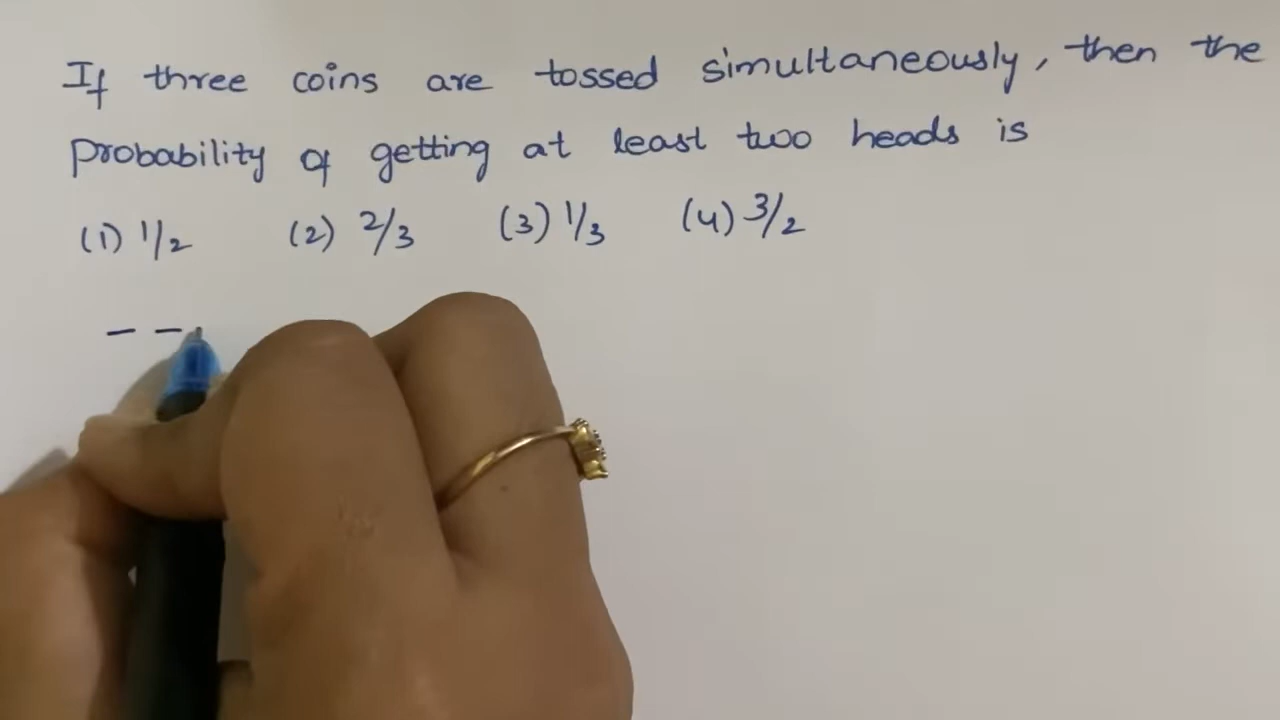 If three coins are tossed simultaneously, then the
probability of getting at least two heads is
(1) 1/2 (2) 2/3 (3) 1/3 (4) 3/2